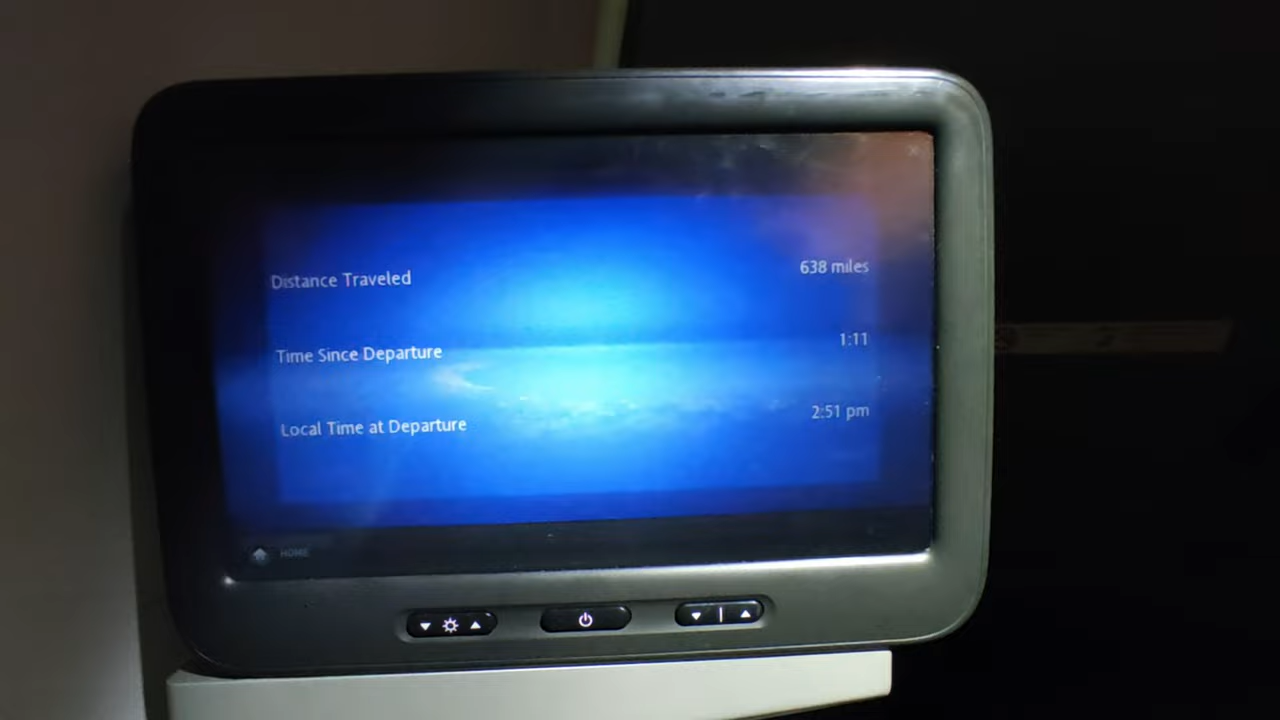 Distance Traveled 638 miles
Time Since Departure 1:11
Local Time at Departure 2:51 pm
HOME